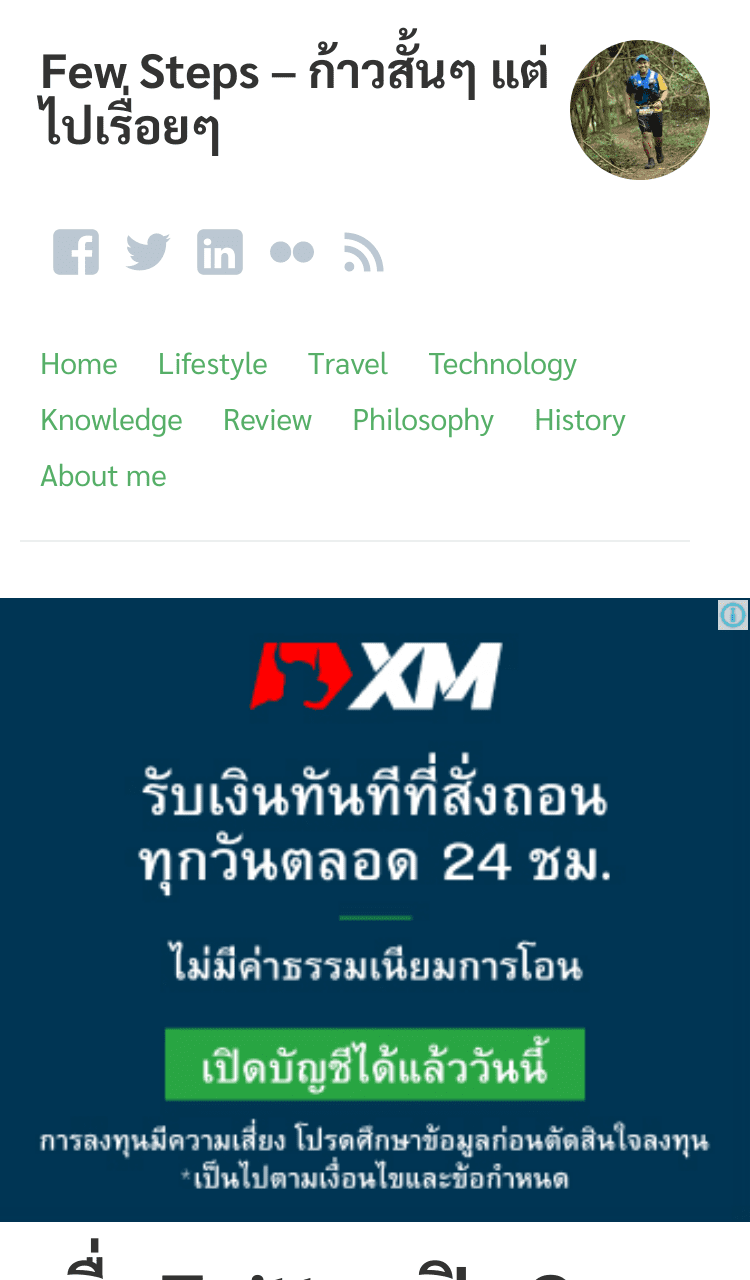 Few Steps – ก้าวสั้นๆ แต่
ไปเรื่อยๆ
Home Lifestyle Travel Technology
Knowledge Review Philosophy History
About me
XM
รับเงินทันทีที่สั่งถอน
ทุกวันตลอด 24 ชม.
ไม่มีค่าธรรมเนียมการโอน
เปิดบัญชีได้แล้ววันนี้
การลงทุนมีความเสี่ยง โปรดศึกษาข้อมูลก่อนตัดสินใจลงทุน
*เป็นไปตามเงื่อนไขและข้อกำหนด